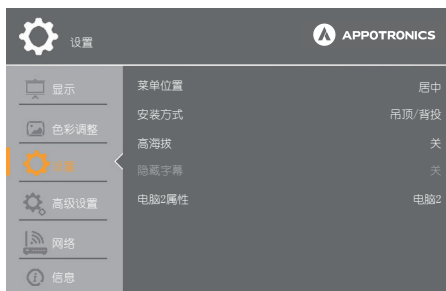 设置
APPOTRONICS
显示
色彩调整
设置
高级设置
网络
信息
菜单位置 居中
安装方式 吊顶/背投
高海拔 关
隐藏字幕 关
电脑2属性 电脑2